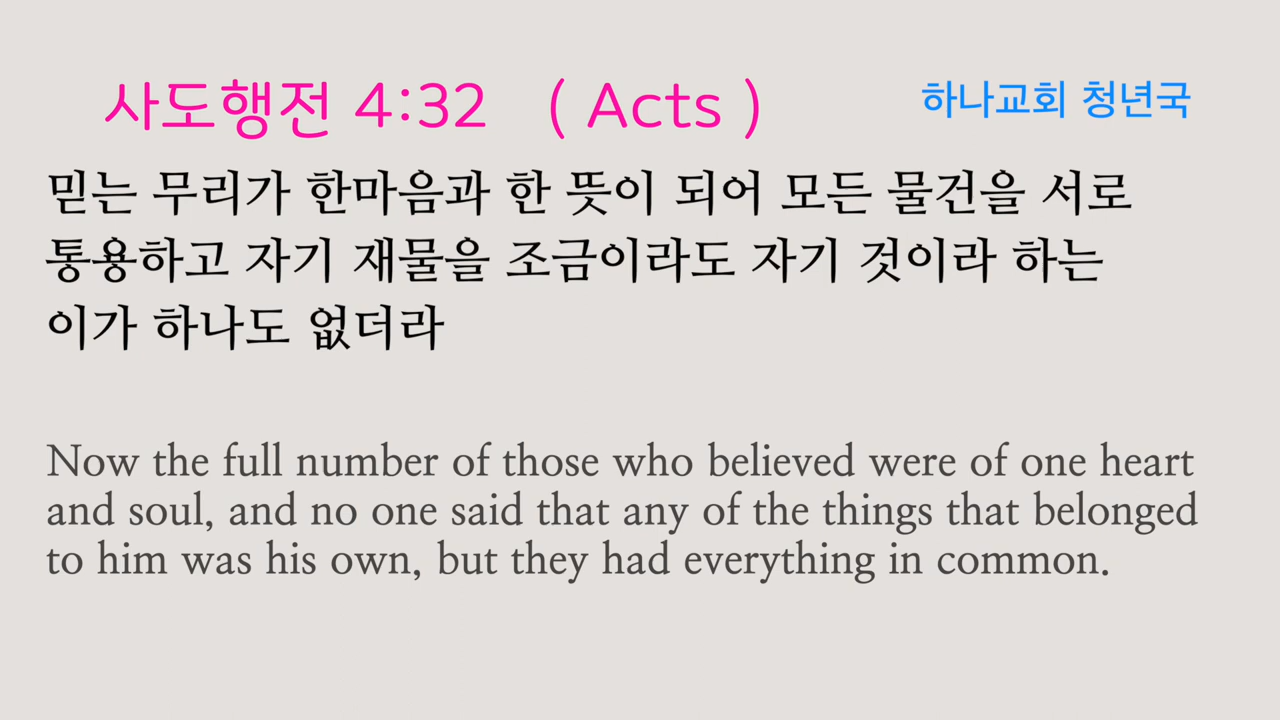 사도행전 4:32 ( Acts )
하나교회 청년국
믿는 무리가 한마음과 한 뜻이 되어 모든 물건을 서로
통용하고 자기 재물을 조금이라도 자기 것이라 하는
이가 하나도 없더라
Now the full number of those who believed were of one heart
and soul, and no one said that any of the things that belonged
to him was his own, but they had everything in common.